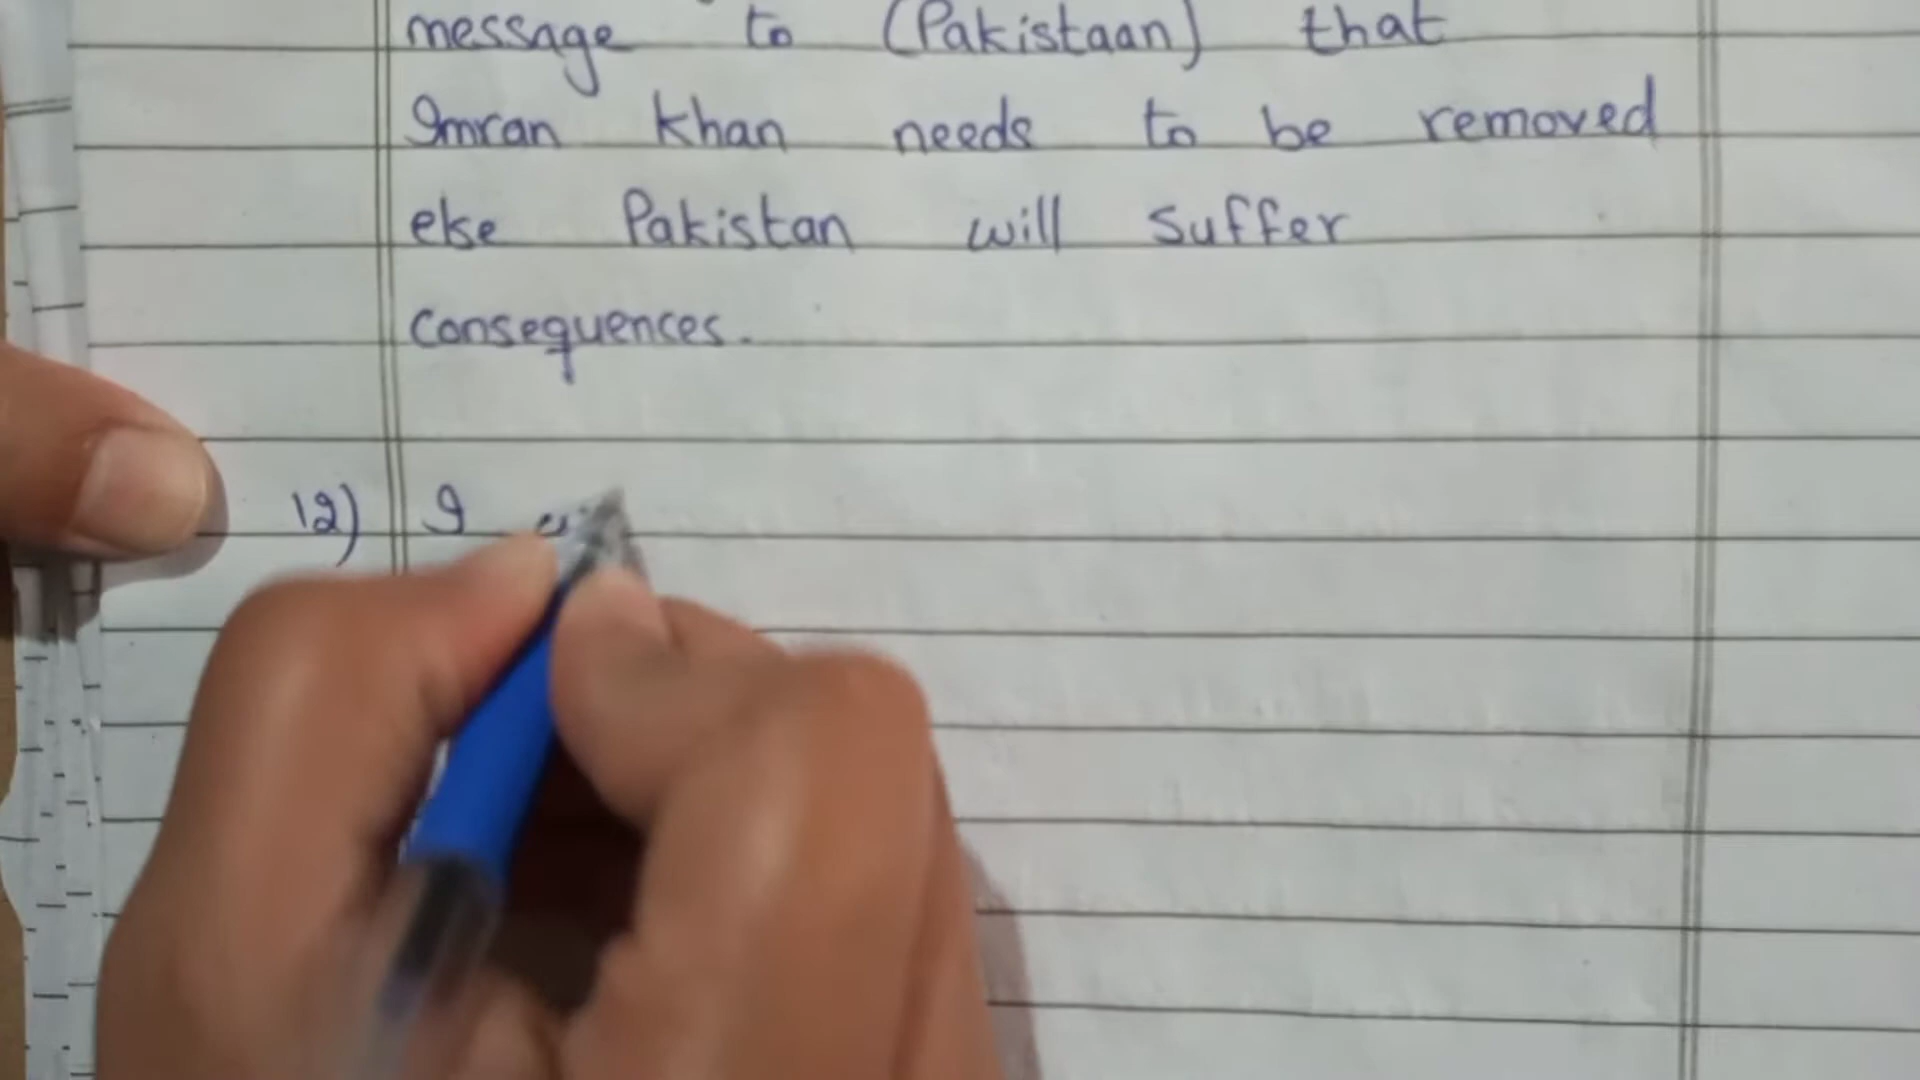 message to (Pakistaan) that
Imran Khan needs to be removed
else Pakistan will suffer
Consequences.
12) I